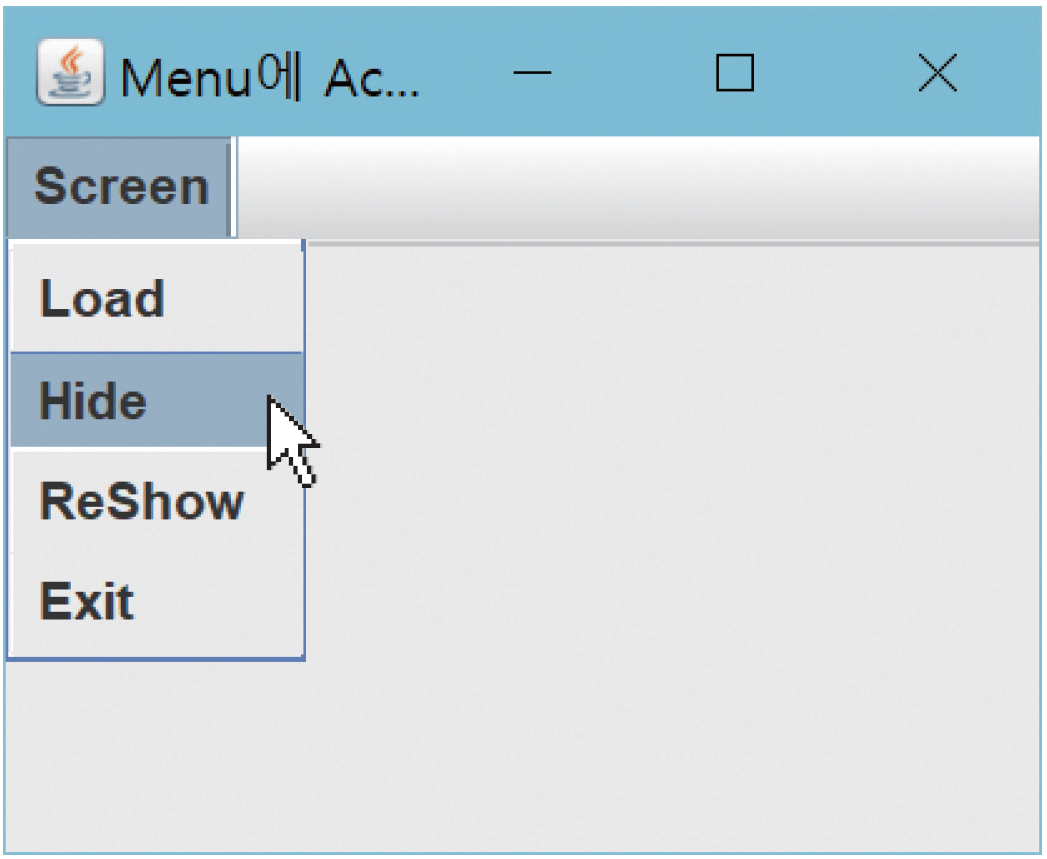 Menu에 Ac...
Screen
Load
Hide
ReShow
Exit